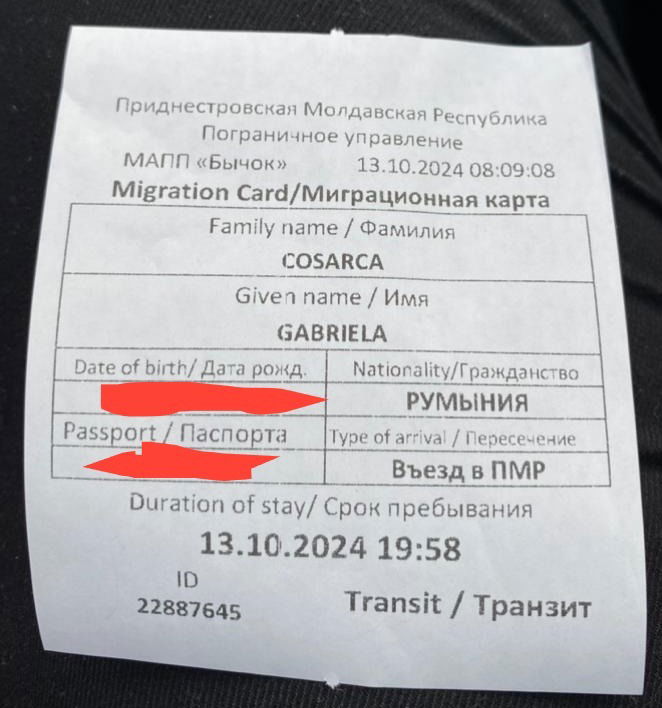 Приднестровская Молдавская Республика
Пограничное управление
МАПП «Бычок» 13.10.2024 08:09:08
Migration Card/Миграционная карта
Family name / Фамилия
COSARCA
Given name / Имя
GABRIELA
Date of birth/ Дата рожд. Nationality/Гражданство
РУМЫНИЯ
Passport / Паспорта Type of arrival / Пересечение
Въезд в ПМР
Duration of stay/ Срок пребывания
13.10.2024 19:58
ID
22887645 Transit / Транзит